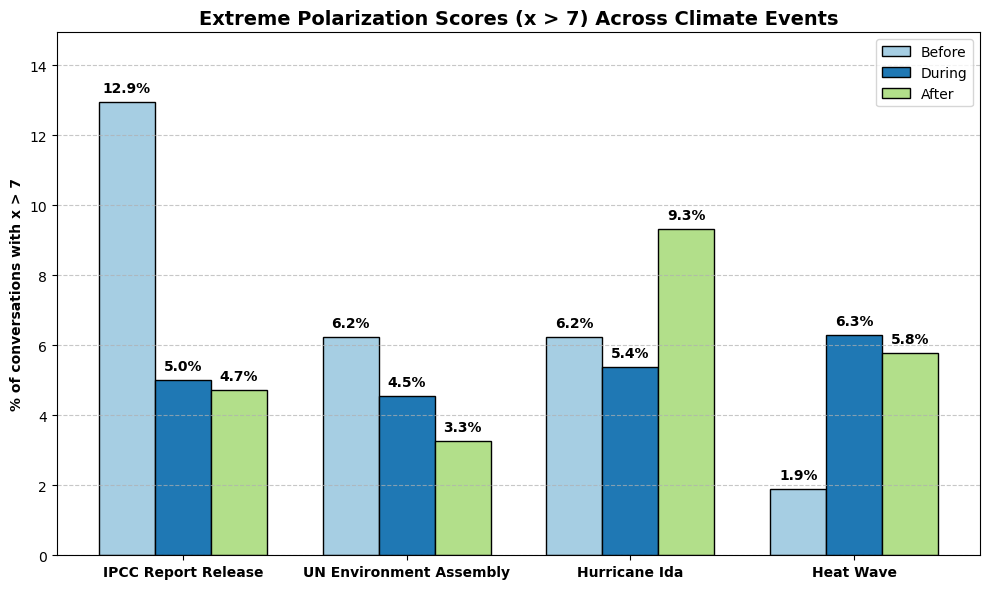 Extreme Polarization Scores (x > 7) Across Climate Events
% of conversations with x > 7
14
12
10
8
6
4
2
0
Before
During
After
12.9%
5.0%
4.7%
6.2%
4.5%
3.3%
6.2%
5.4%
9.3%
1.9%
6.3%
5.8%
IPCC Report Release
UN Environment Assembly
Hurricane Ida
Heat Wave